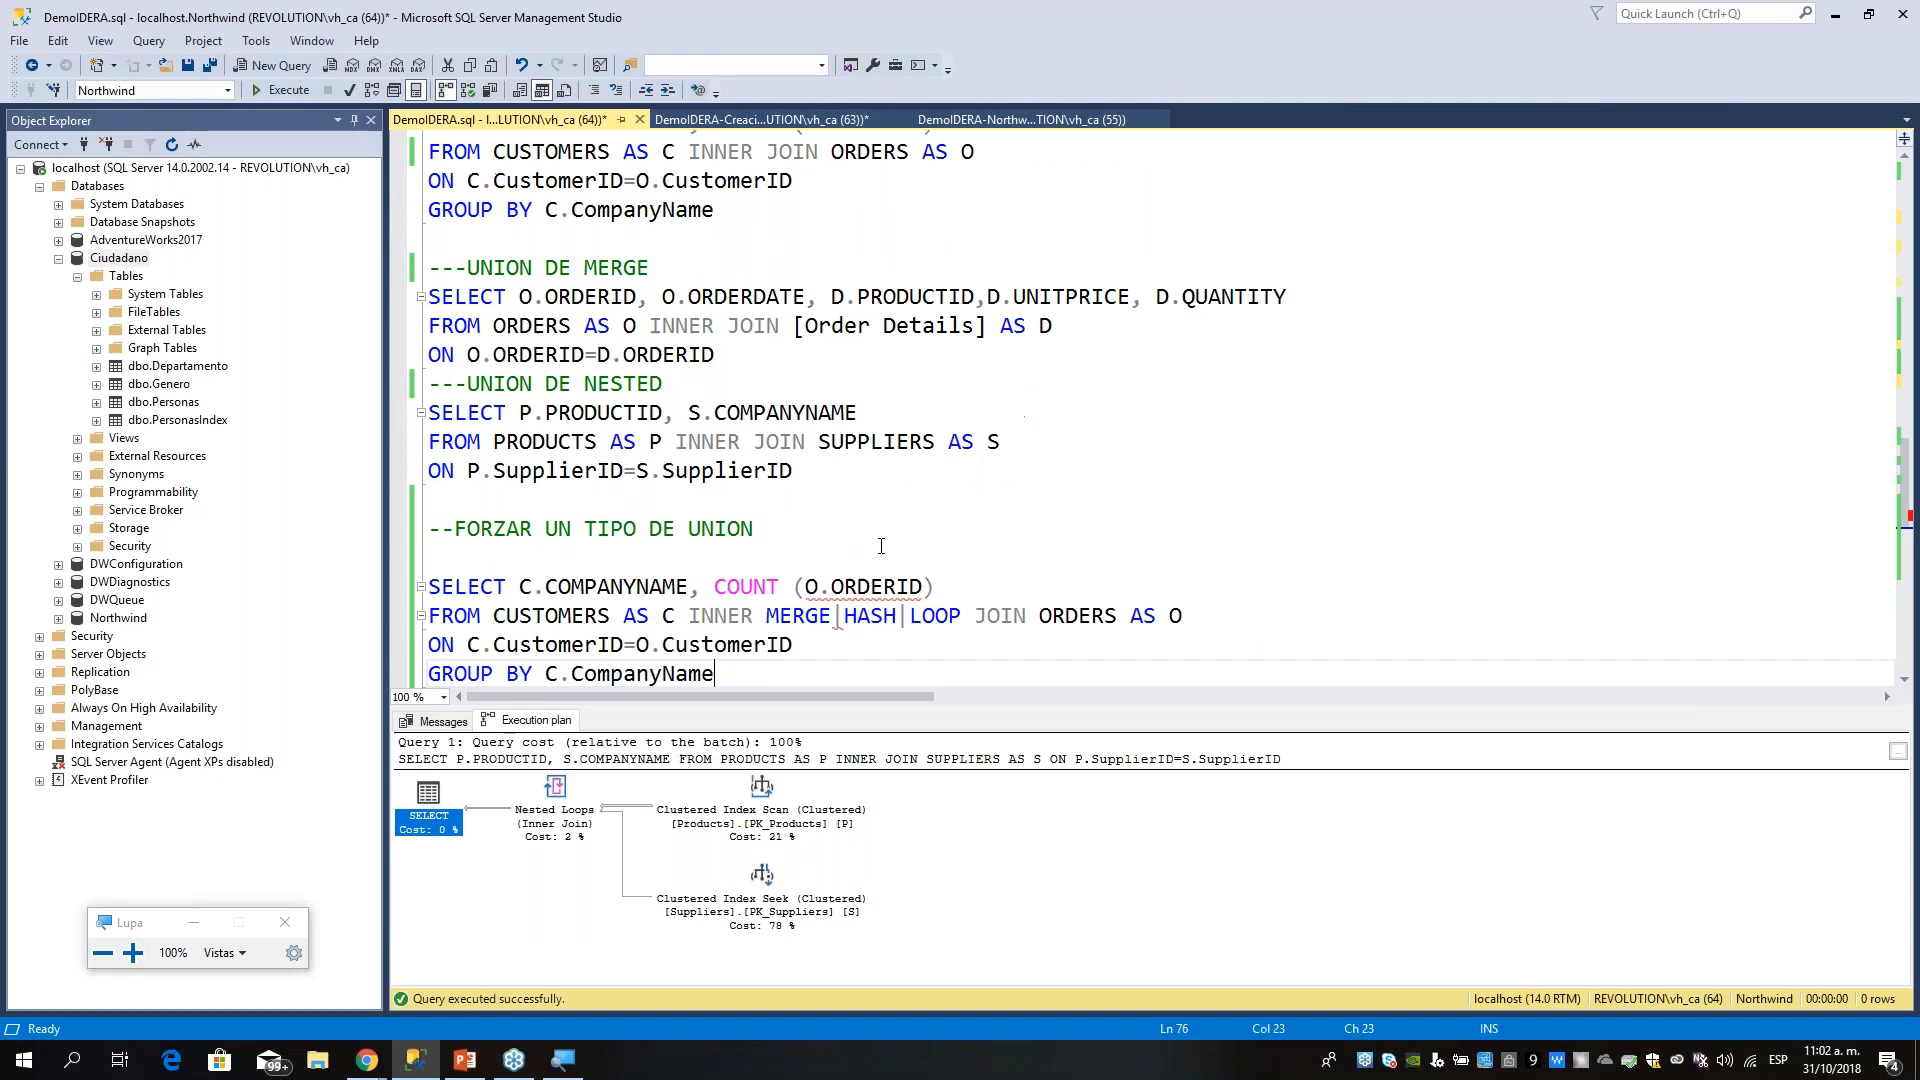 DemoIDERA.sql - localhost.Northwind (REVOLUTION\vh_ca (64))* - Microsoft SQL Server Management Studio
Quick Launch (Ctrl+Q)
File Edit View Query Project Tools Window Help
New Query
Northwind Execute
Object Explorer
DemoIDERA.sql - l...LUTION\vh_ca (64))* DemoIDERA-Creaci...UTION\vh_ca (63))* DemoIDERA-Northw...TION\vh_ca (55))
Connect
localhost (SQL Server 14.0.2002.14 - REVOLUTION\vh_ca)
Databases
System Databases
Database Snapshots
AdventureWorks2017
Ciudadano
Tables
System Tables
FileTables
External Tables
Graph Tables
dbo.Departamento
dbo.Genero
dbo.Personas
dbo.PersonasIndex
Views
External Resources
Synonyms
Programmability
Service Broker
Storage
Security
DWConfiguration
DWDiagnostics
DWQueue
Northwind
Security
Server Objects
Replication
PolyBase
Always On High Availability
Management
Integration Services Catalogs
SQL Server Agent (Agent XPs disabled)
XEvent Profiler
FROM CUSTOMERS AS C INNER JOIN ORDERS AS O
ON C.CustomerID=O.CustomerID
GROUP BY C.CompanyName
---UNION DE MERGE
SELECT O.ORDERID, O.ORDERDATE, D.PRODUCTID,D.UNITPRICE, D.QUANTITY
FROM ORDERS AS O INNER JOIN [Order Details] AS D
ON O.ORDERID=D.ORDERID
---UNION DE NESTED
SELECT P.PRODUCTID, S.COMPANYNAME
FROM PRODUCTS AS P INNER JOIN SUPPLIERS AS S
ON P.SupplierID=S.SupplierID
--FORZAR UN TIPO DE UNION
SELECT C.COMPANYNAME, COUNT (O.ORDERID)
FROM CUSTOMERS AS C INNER MERGE|HASH|LOOP JOIN ORDERS AS O
ON C.CustomerID=O.CustomerID
GROUP BY C.CompanyName
100 %
Messages Execution plan
Query 1: Query cost (relative to the batch): 100%
SELECT P.PRODUCTID, S.COMPANYNAME FROM PRODUCTS AS P INNER JOIN SUPPLIERS AS S ON P.SupplierID=S.SupplierID
SELECT
Cost: 0 %
Nested Loops
(Inner Join)
Cost: 2 %
Clustered Index Scan (Clustered)
[Products].[PK_Products] [P]
Cost: 21 %
Clustered Index Seek (Clustered)
[Suppliers].[PK_Suppliers] [S]
Cost: 78 %
Lupa
100% Vistas
Query executed successfully. localhost (14.0 RTM) REVOLUTION\vh_ca (64) Northwind 00:00:00 0 rows
Ready Ln 76 Col 23 Ch 23 INS
99+
ESP
11:02 a. m.
31/10/2018
4